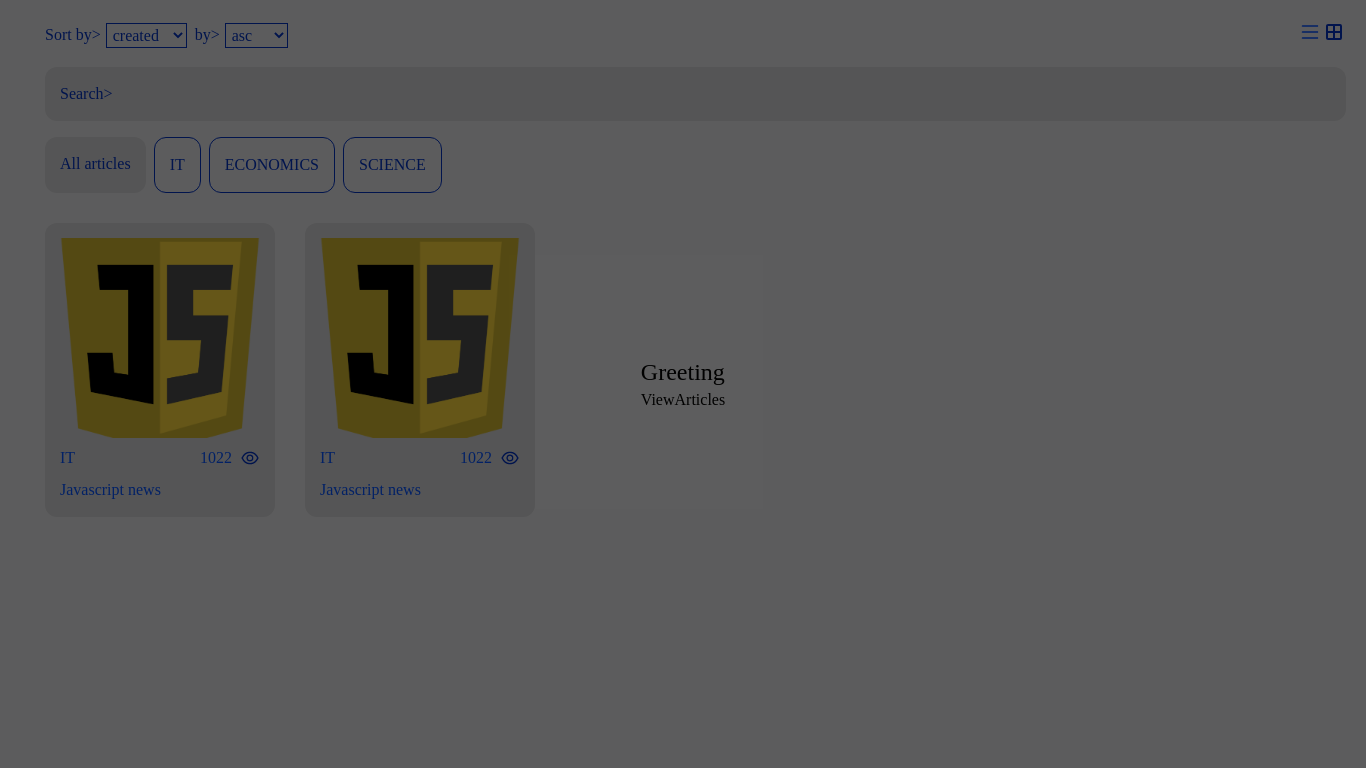 Sort by> created by> asc
Search>
All articles IT ECONOMICS SCIENCE
JS JS
Greeting
ViewArticles
IT 1022 IT 1022
Javascript news Javascript news